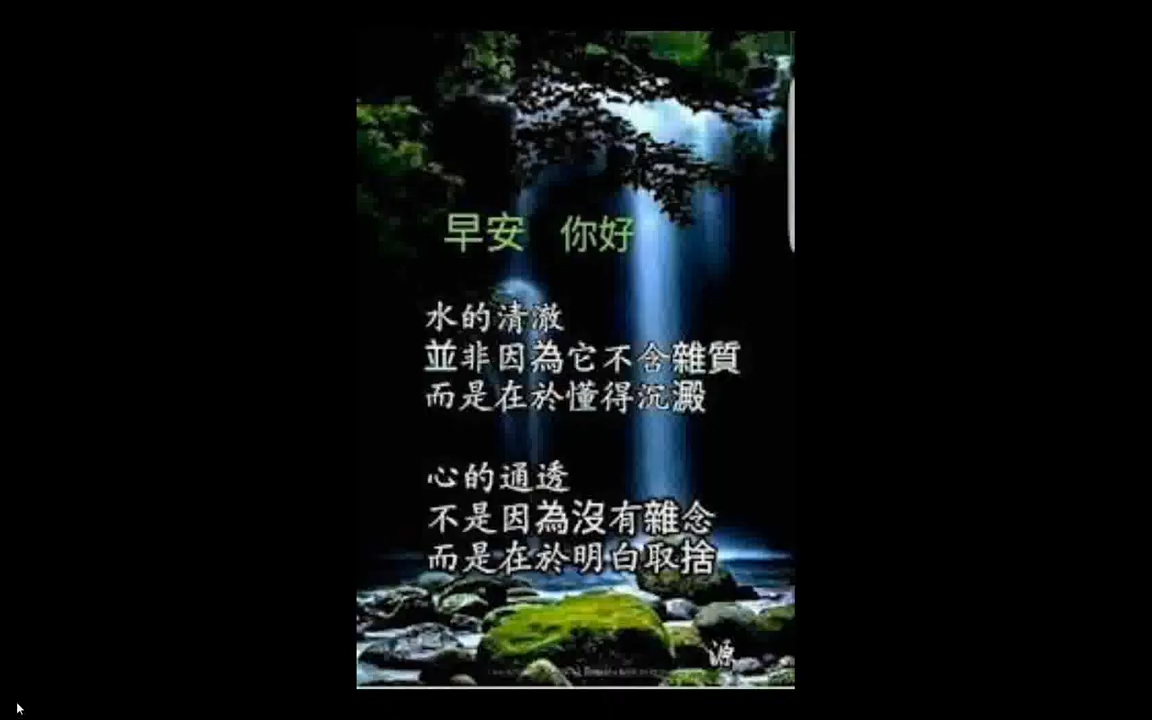 早安 你好
水的清澈
並非因為它不含雜質
而是在於懂得沉澱
心的通透
不是因為沒有雜念
而是在於明白取捨
源